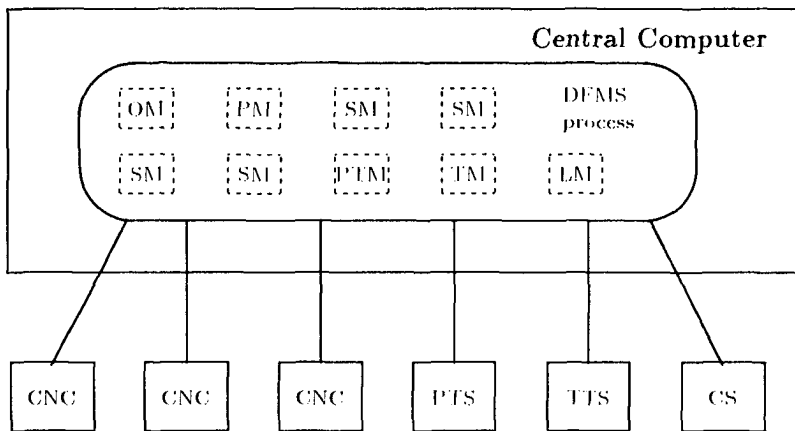 Central Computer
OM PM SM SM DFMS
process
SM SM PTM TM LM
CNC CNC CNC PTS TTS CS